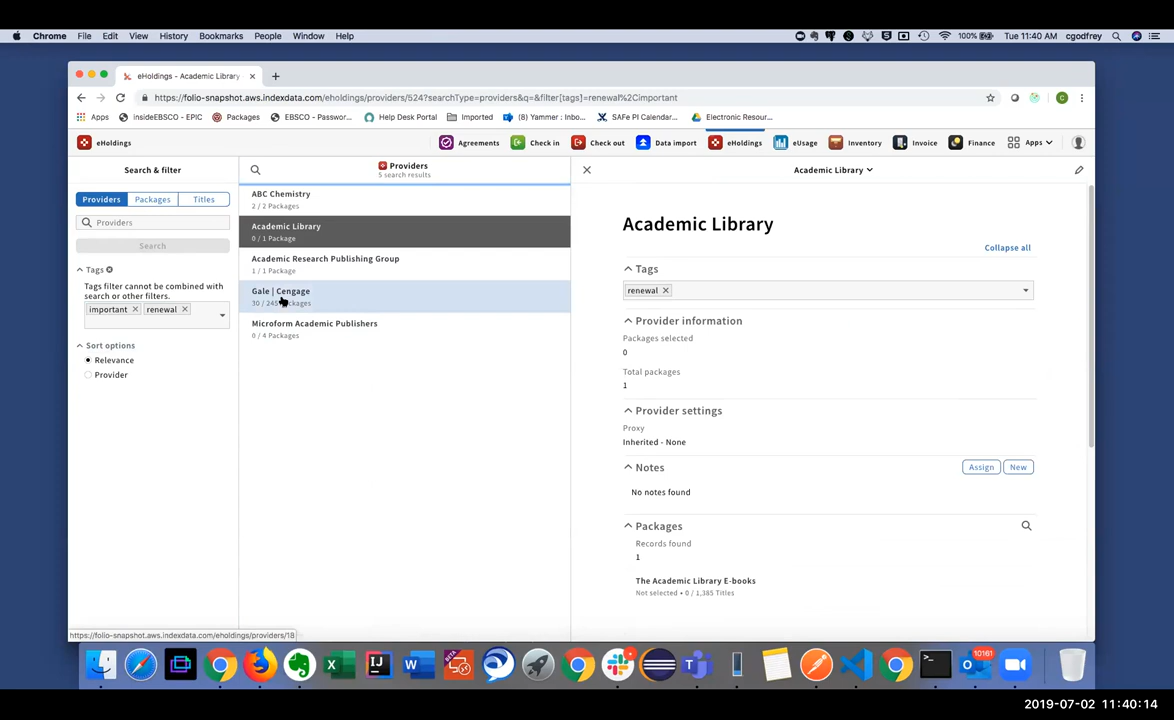 Chrome File Edit View History Bookmarks People Window Help 100% Tue 11:40 AM cgodfrey
eHoldings - Academic Library
https://folio-snapshot.aws.indexdata.com/eholdings/providers/524?searchType=providers&q=&filter[tags]=renewal%2Cimportant
Apps insideEBSCO - EPIC Packages EBSCO - Passwor... Help Desk Portal Imported (8) Yammer : Inbo... SAFe PI Calendar... Electronic Resour...
eHoldings Agreements Check in Check out Data import eHoldings eUsage Inventory Invoice Finance Apps
Search & filter
Providers Packages Titles
Providers
Search
Tags
Tags filter cannot be combined with
search or other filters.
important renewal
Sort options
Relevance
Provider
Providers
5 search results
ABC Chemistry
2 / 2 Packages
Academic Library
0 / 1 Package
Academic Research Publishing Group
1 / 1 Package
Gale | Cengage
30 / 245
Microform Academic Publishers
0 / 4 Packages
Academic Library
Academic Library
Collapse all
Tags
renewal
Provider information
Packages selected
0
Total packages
1
Provider settings
Proxy
Inherited - None
Notes Assign New
No notes found
Packages
Records found
1
The Academic Library E-books
Not selected • 0 / 1,385 Titles
https://folio-snapshot.aws.indexdata.com/eholdings/providers/18
BETA
10161
2019-07-02 11:40:14